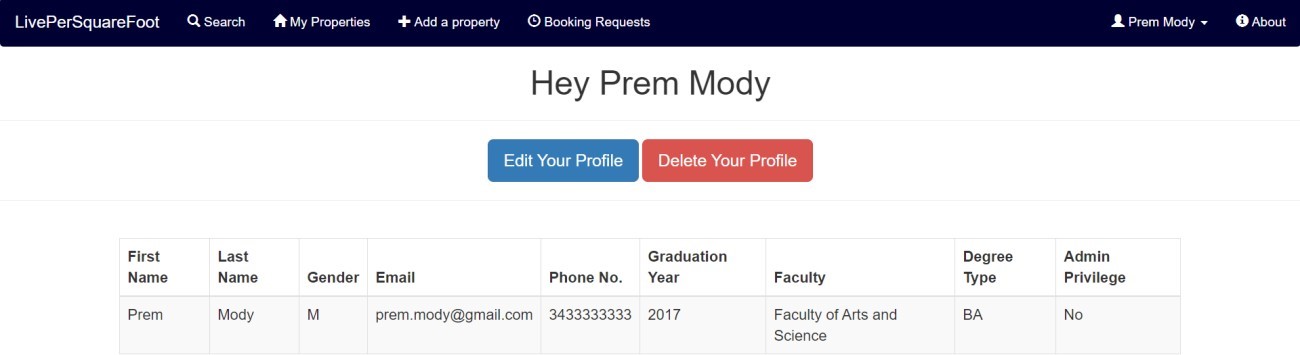 LivePerSquareFoot Search My Properties Add a property Booking Requests Prem Mody About
Hey Prem Mody
Edit Your Profile Delete Your Profile
First Last Graduation Degree Admin
Name Name Gender Email Phone No. Year Faculty Type Privilege
Prem Mody M prem.mody@gmail.com 3433333333 2017 Faculty of Arts and BA No
Science